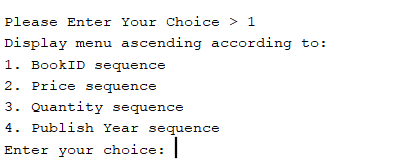 Please Enter Your Choice > 1
Display menu ascending according to:
1. BookID sequence
2. Price sequence
3. Quantity sequence
4. Publish Year sequence
Enter your choice: